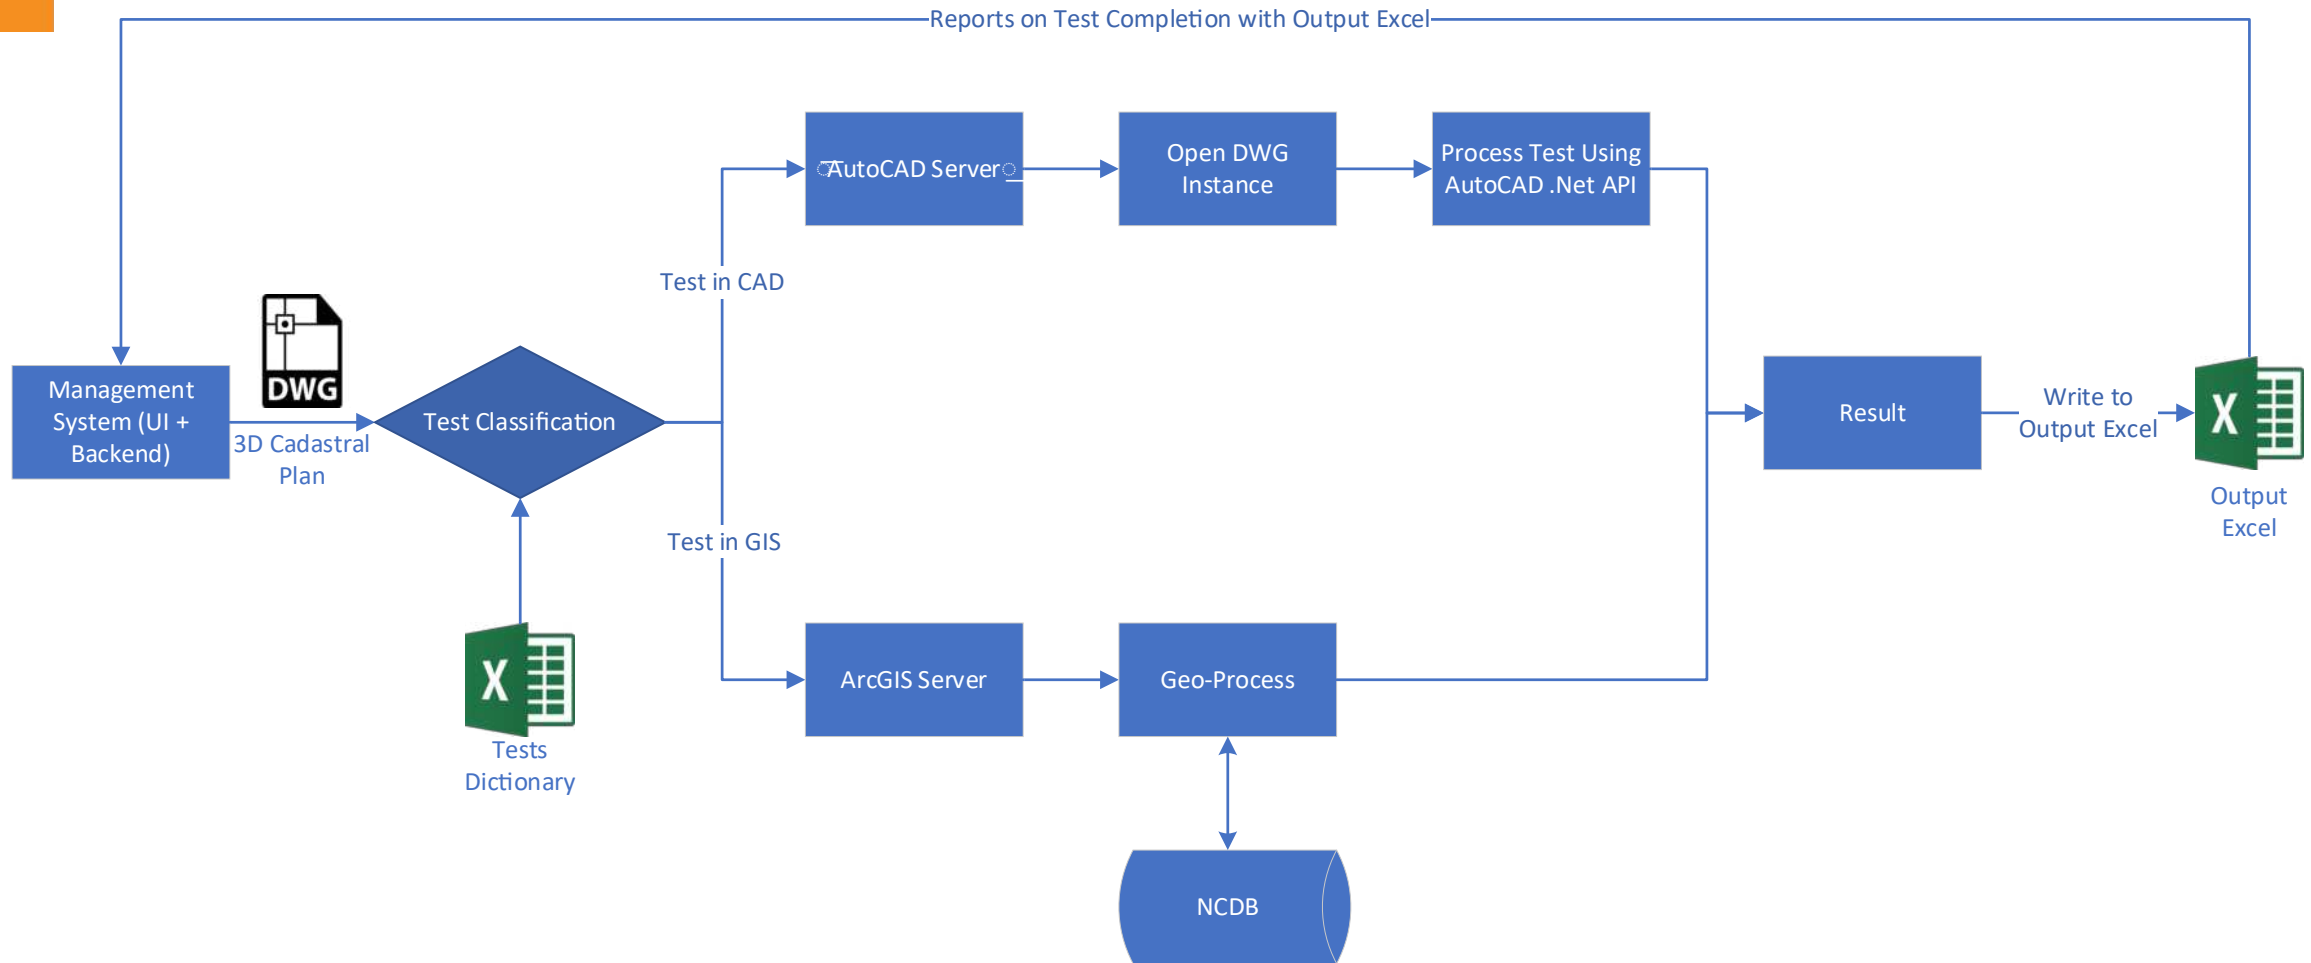 Reports on Test Completion with Output Excel
AutoCAD Server
Open DWG
Instance
Process Test Using
AutoCAD .Net API
Test in CAD
DWG
Management
System (UI +
Backend)
3D Cadastral
Plan
Test Classification
Result
Write to
Output Excel
X
Output
Excel
Test in GIS
X
Tests
Dictionary
ArcGIS Server
Geo-Process
NCDB